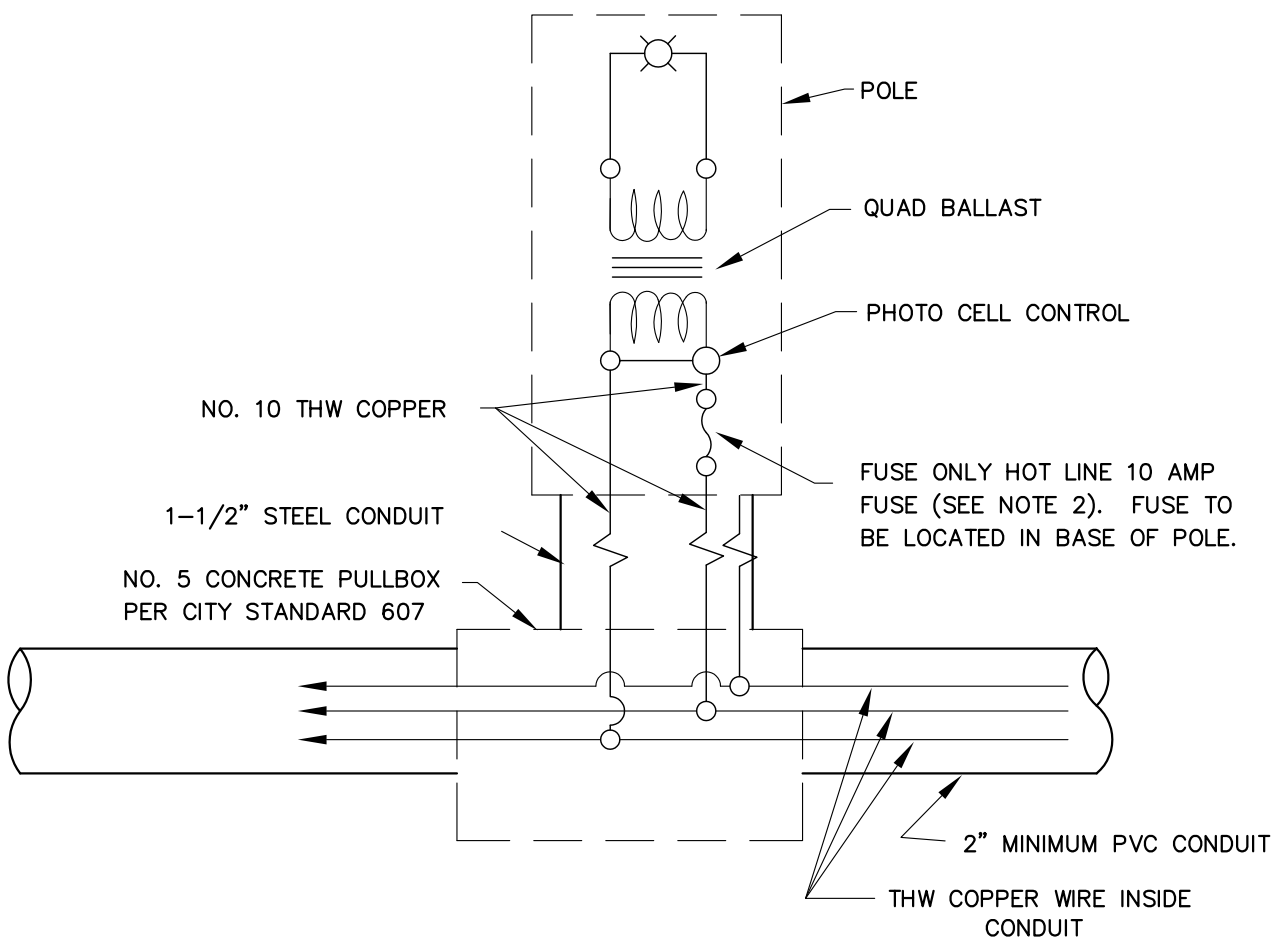 POLE
QUAD BALLAST
PHOTO CELL CONTROL
NO. 10 THW COPPER
FUSE ONLY HOT LINE 10 AMP
FUSE (SEE NOTE 2). FUSE TO
BE LOCATED IN BASE OF POLE.
1-1/2" STEEL CONDUIT
NO. 5 CONCRETE PULLBOX
PER CITY STANDARD 607
2" MINIMUM PVC CONDUIT
THW COPPER WIRE INSIDE
CONDUIT